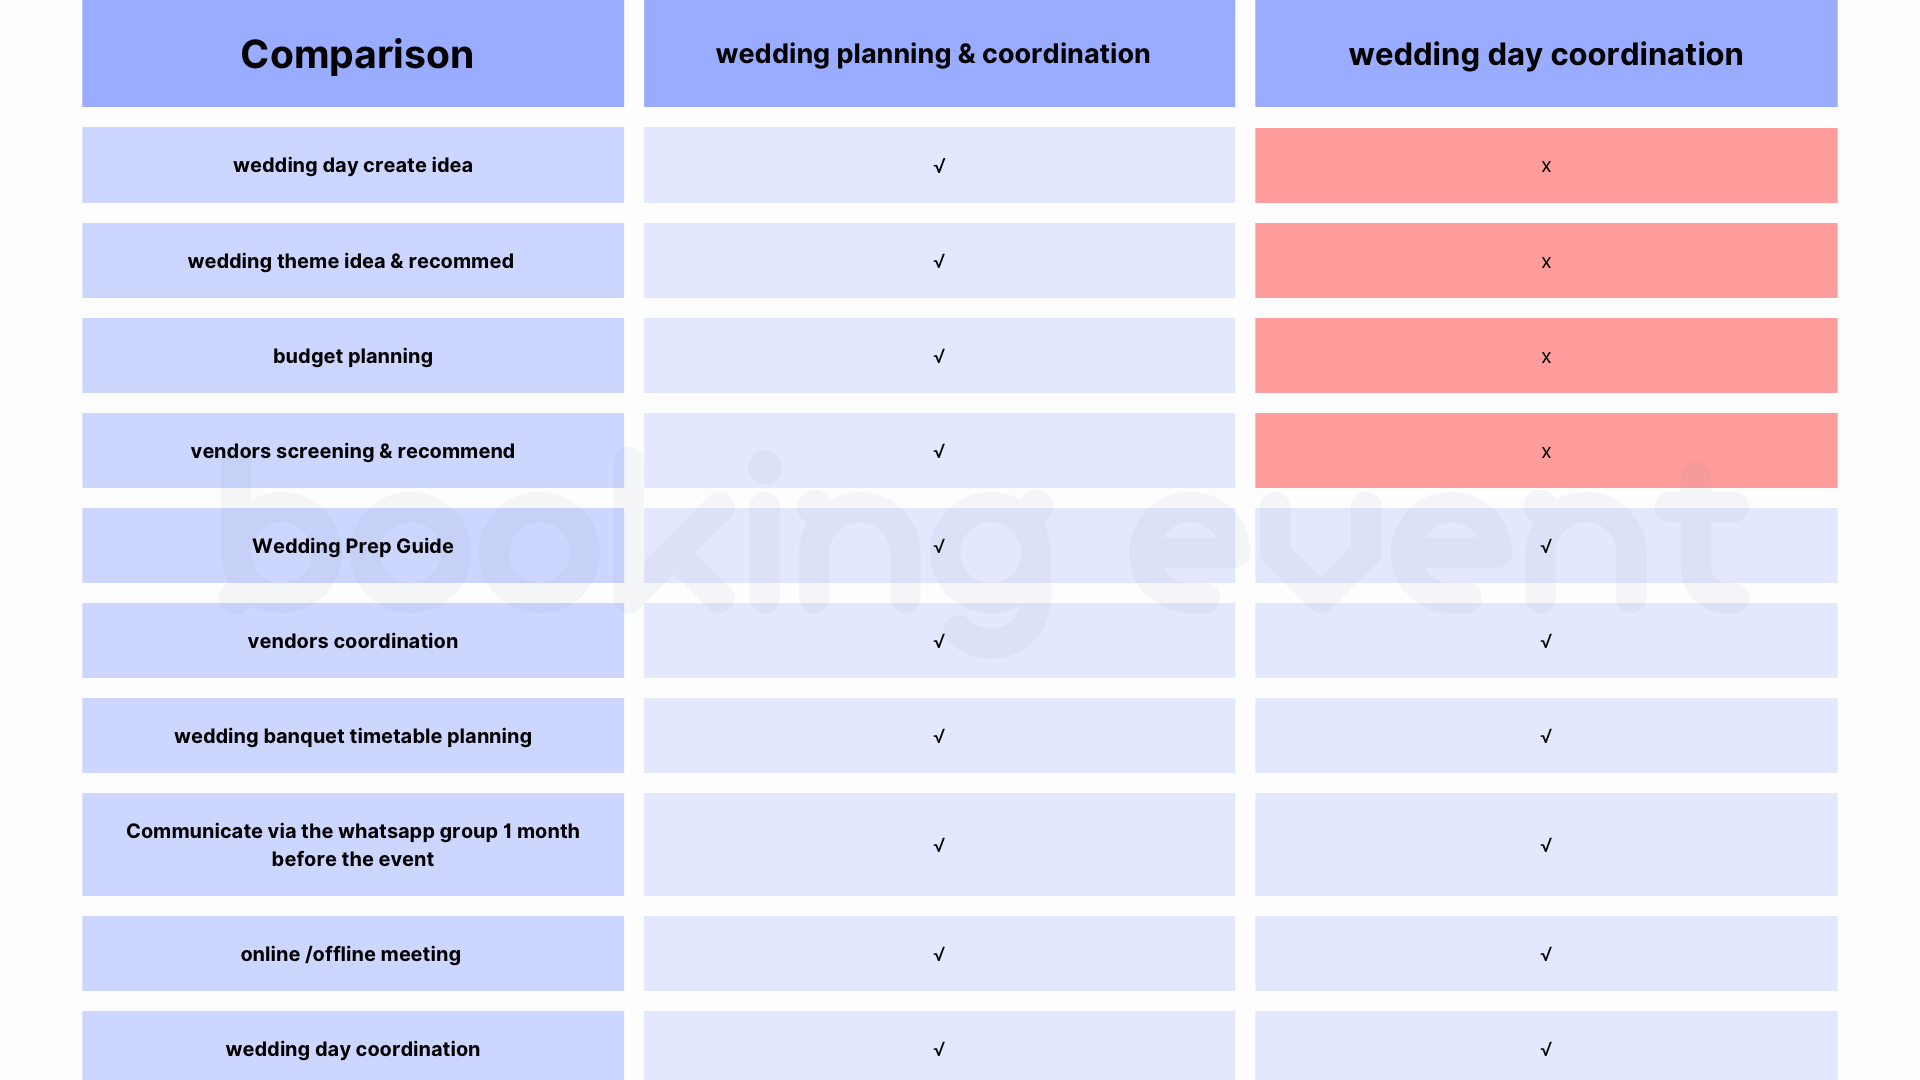 Comparison wedding planning & coordination wedding day coordination
wedding day create idea √ x
wedding theme idea & recommed √ x
budget planning √ x
vendors screening & recommend √ x
booking event
Wedding Prep Guide √ √
vendors coordination √ √
wedding banquet timetable planning √ √
Communicate via the whatsapp group 1 month
before the event √ √
online /offline meeting √ √
wedding day coordination √ √